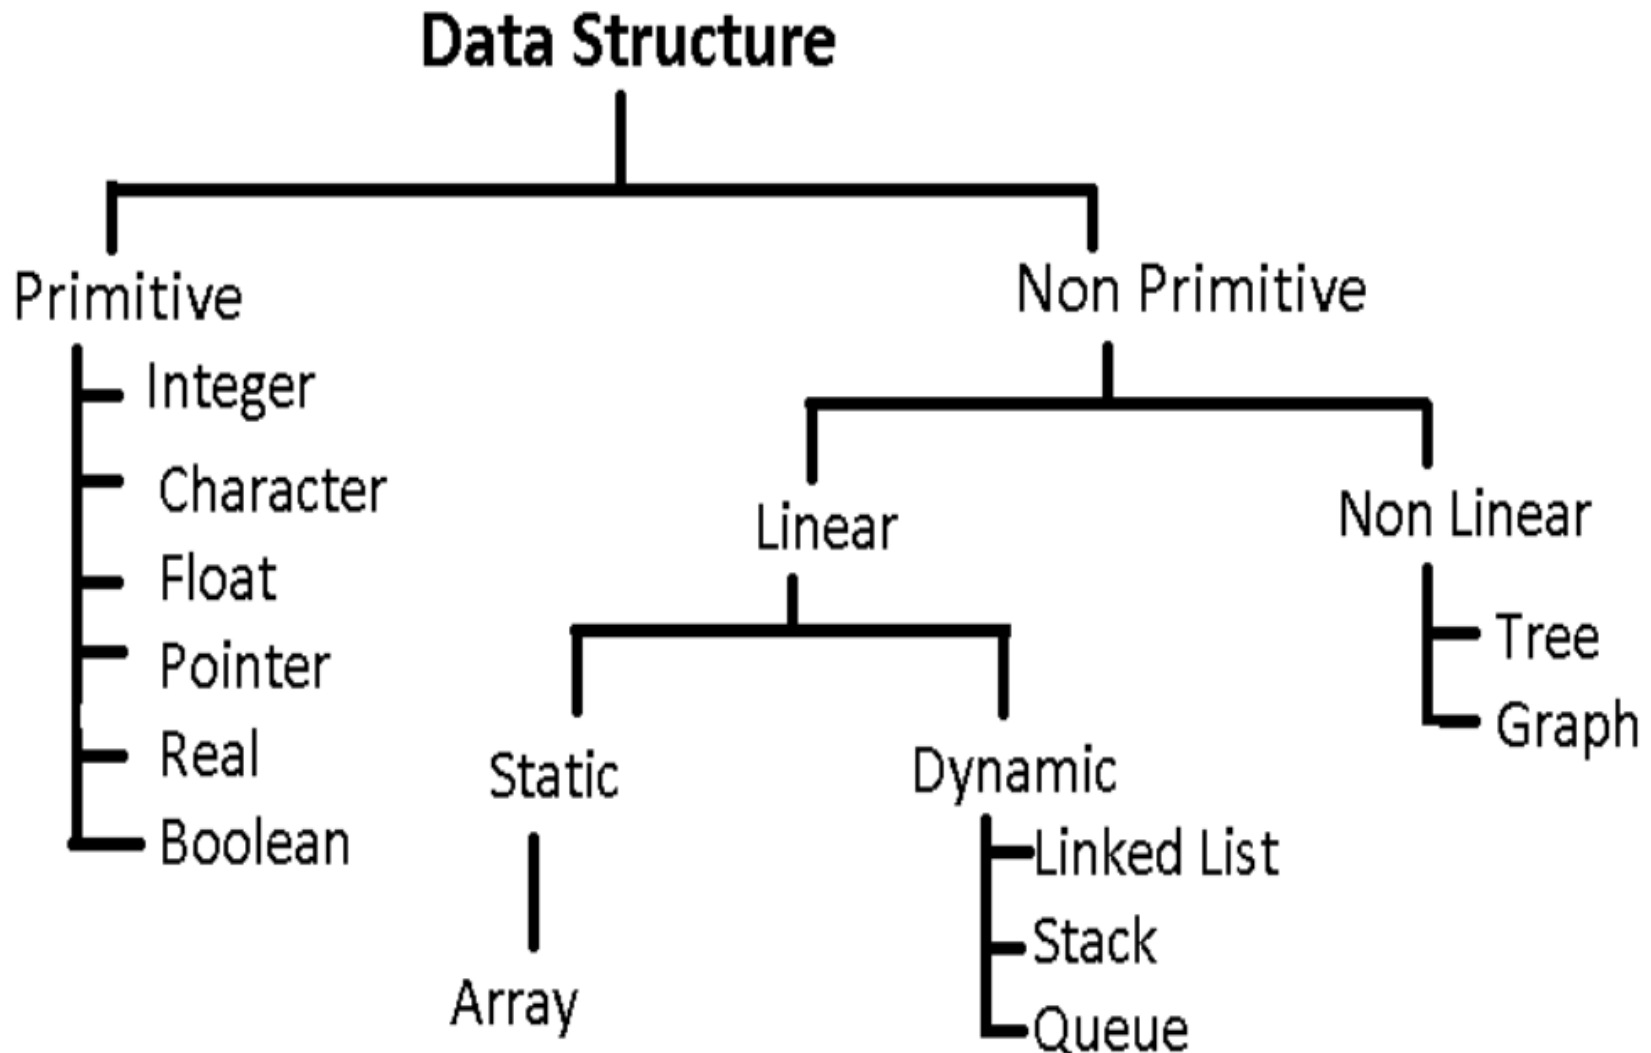 Data Structure
Primitive
Non Primitive
Integer
Character
Float
Pointer
Real
Boolean
Linear
Non Linear
Static
Dynamic
Tree
Graph
Array
Linked List
Stack
Queue